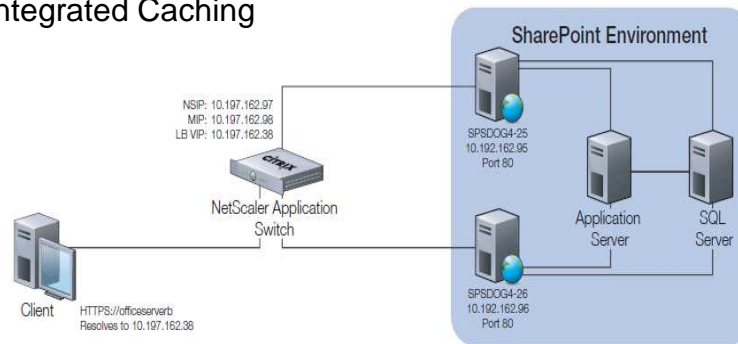 ntegrated Caching
SharePoint Environment
NSIP: 10.197.162.97
MIP: 10.197.162.98
LB VIP: 10.197.162.38
CITRIX
NetScaler Application
Switch
SPSDOG4-25
10.192.162.95
Port 80
Application
Server
SQL
Server
Client
HTTPS://officeserverb
Resolves to 10.197.162.38
SPSDOG4-26
10.192.162.96
Port 80